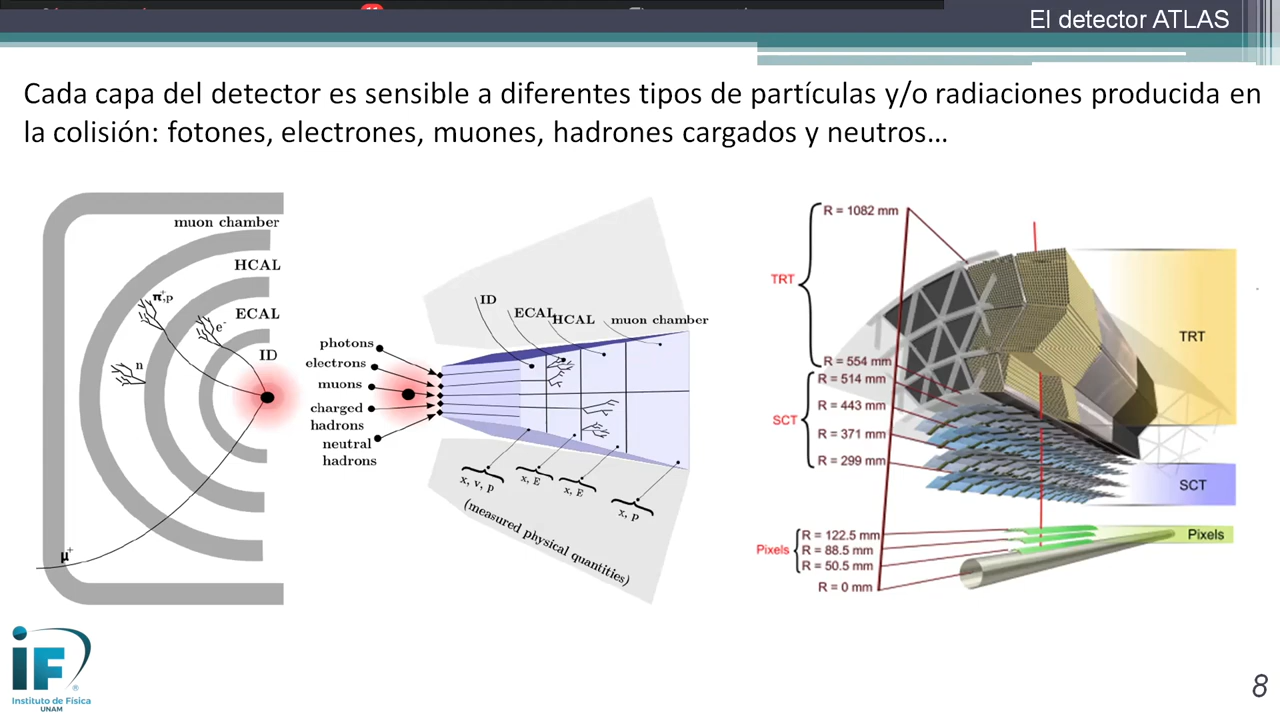 El detector ATLAS
Cada capa del detector es sensible a diferentes tipos de partículas y/o radiaciones producida en
la colisión: fotones, electrones, muones, hadrones cargados y neutros…
muon chamber
HCAL
π⁺,p
ECAL
e⁻
ID
n
μ⁺
ID
ECAL
HCAL
muon chamber
photons
electrons
muons
charged
hadrons
neutral
hadrons
x, v, p
x, E
x, E
x, p
(measured physical quantities)
R = 1082 mm
TRT
R = 554 mm
R = 514 mm
R = 443 mm
SCT
R = 371 mm
R = 299 mm
R = 122.5 mm
Pixels
R = 88.5 mm
R = 50.5 mm
R = 0 mm
TRT
SCT
Pixels
iF
Instituto de Física
UNAM
8